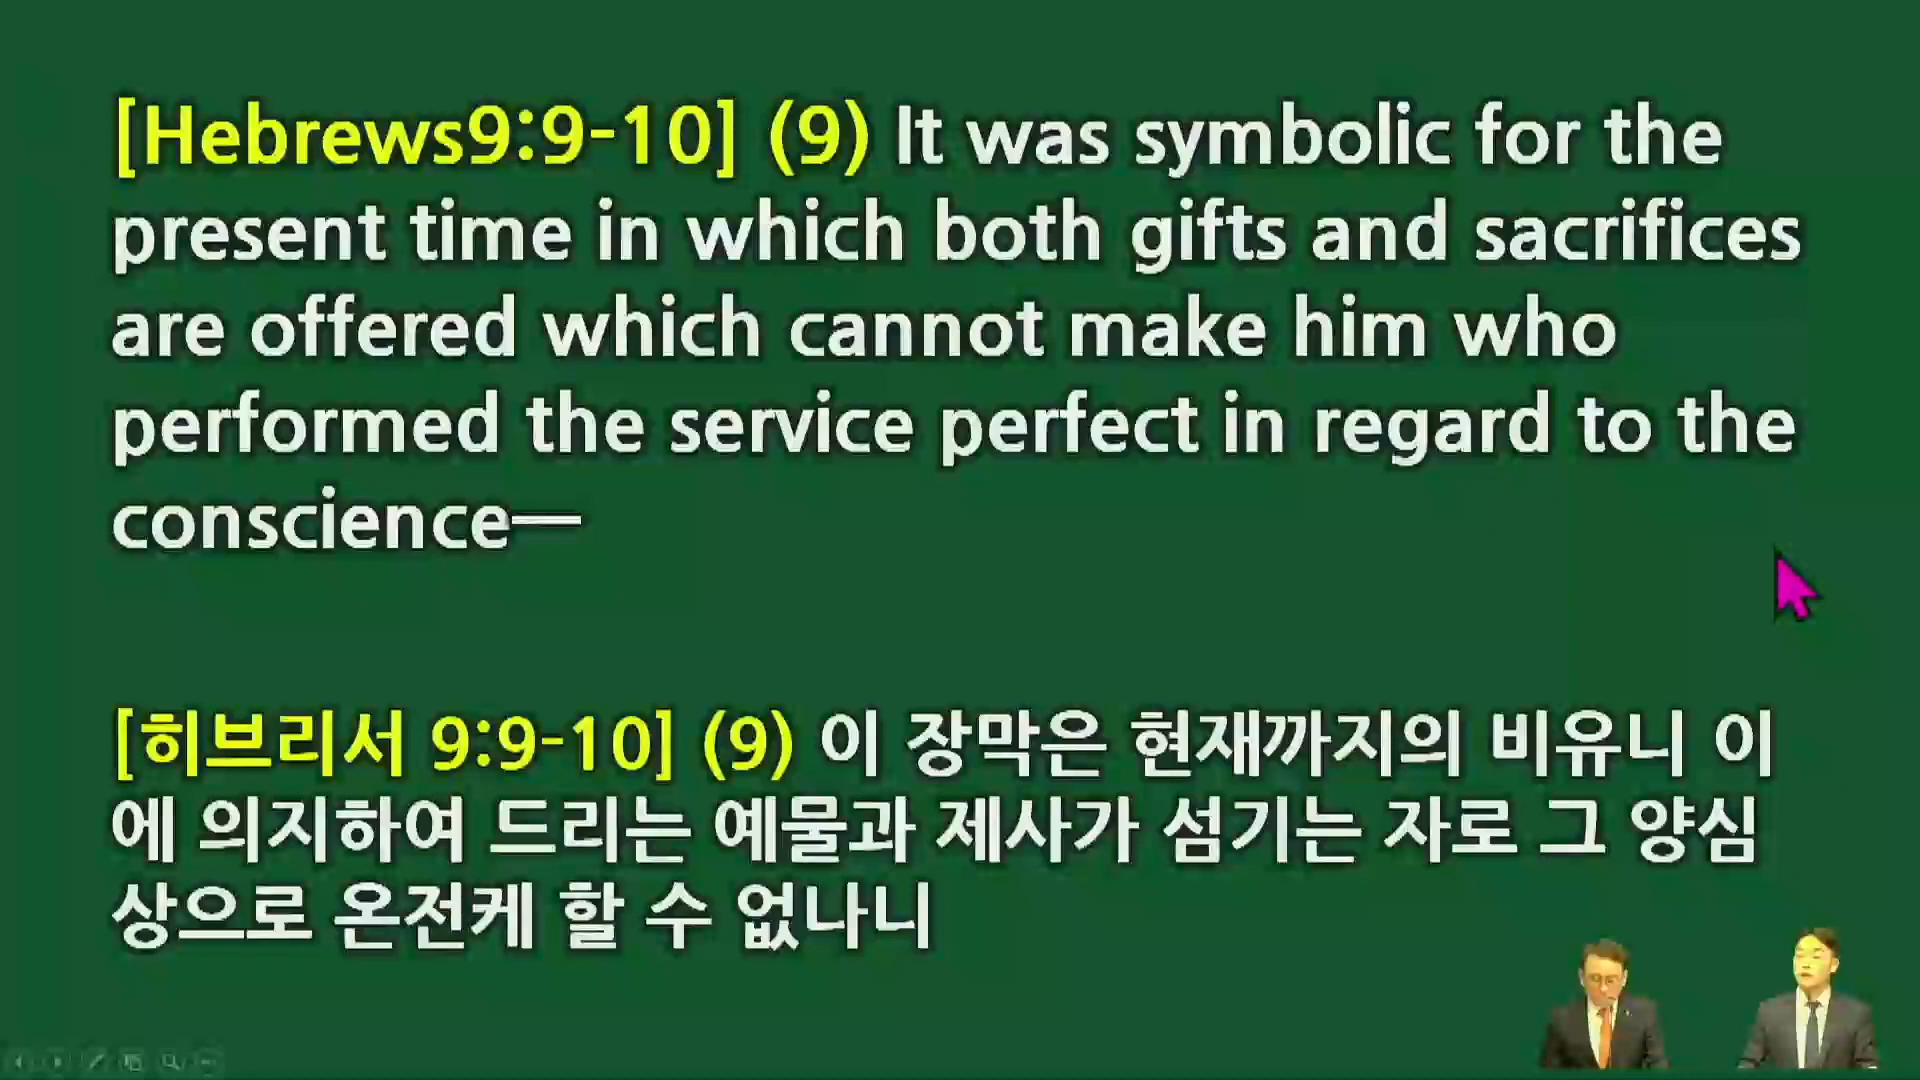 [Hebrews9:9-10] (9) It was symbolic for the
present time in which both gifts and sacrifices
are offered which cannot make him who
performed the service perfect in regard to the
conscience—
[히브리서 9:9-10] (9) 이 장막은 현재까지의 비유니 이
에 의지하여 드리는 예물과 제사가 섬기는 자로 그 양심
상으로 온전케 할 수 없나니